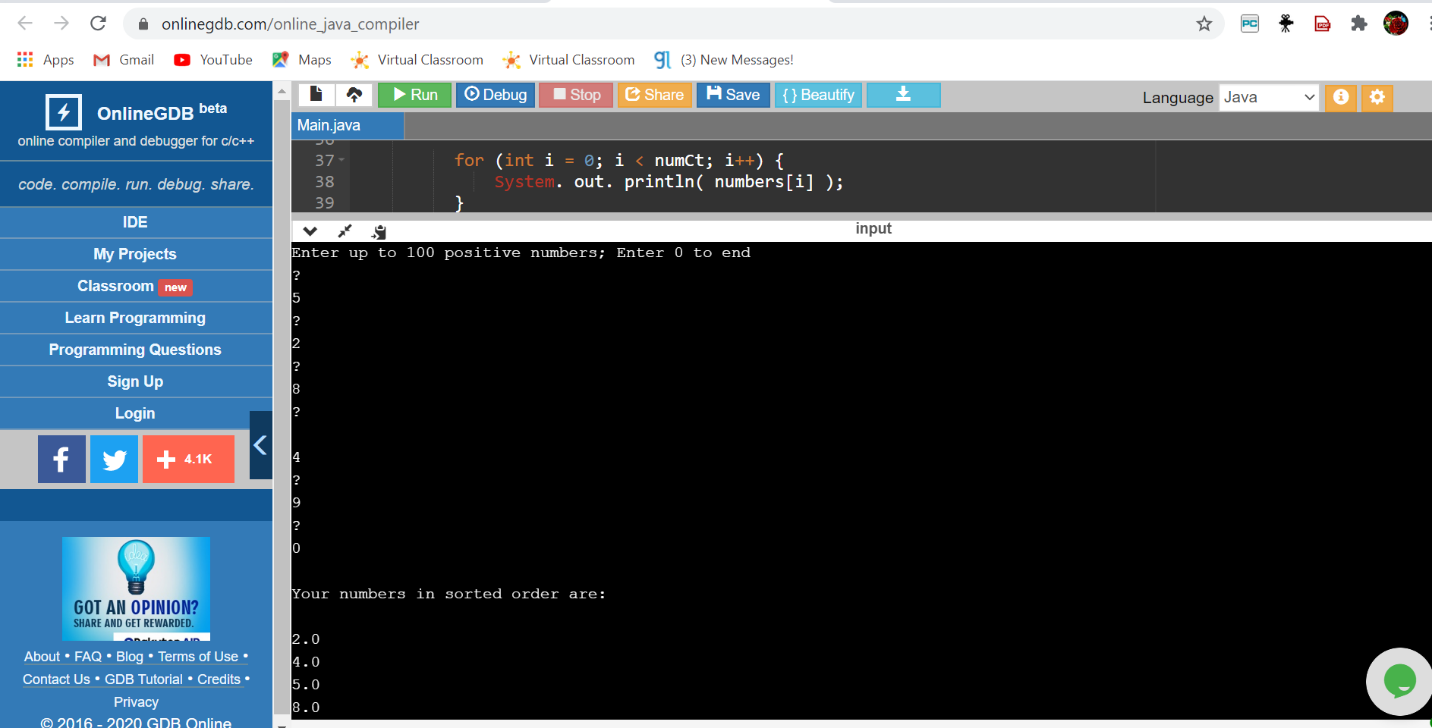 onlinegdb.com/online_java_compiler
PC
PDF
Apps
Gmail
YouTube
Maps
Virtual Classroom
Virtual Classroom
gl
(3) New Messages!
OnlineGDB beta
online compiler and debugger for c/c++
code. compile. run. debug. share.
IDE
My Projects
Classroom new
Learn Programming
Programming Questions
Sign Up
Login
4.1K
GOT AN OPINION?
SHARE AND GET REWARDED.
About • FAQ • Blog • Terms of Use •
Contact Us • GDB Tutorial • Credits •
Privacy
© 2016 - 2020 GDB Online
Run
Debug
Stop
Share
Save
{ } Beautify
Language Java
Main.java
36
37 for (int i = 0; i < numCt; i++) {
38 System. out. println( numbers[i] );
39 }
input
Enter up to 100 positive numbers; Enter 0 to end
?
5
?
2
?
8
?
4
?
9
?
0
Your numbers in sorted order are:
2.0
4.0
5.0
8.0